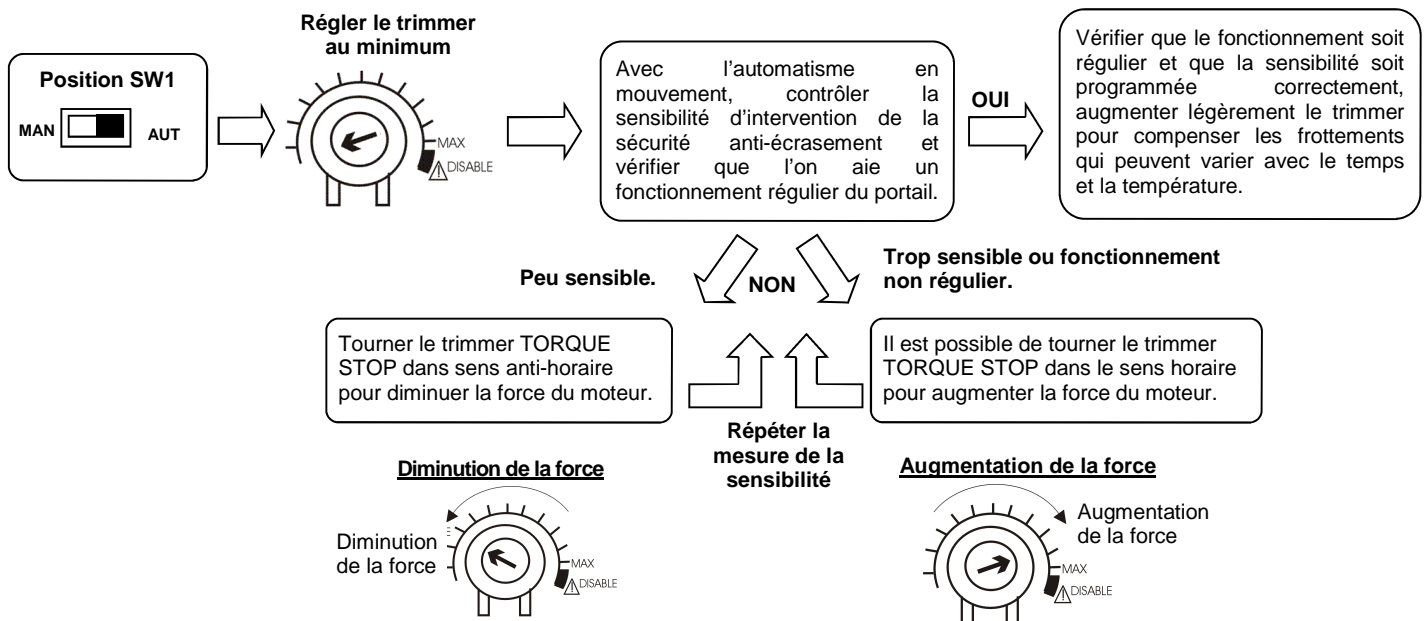 Position SW1
MAN
AUT
Régler le trimmer
au minimum
MAX
DISABLE
Avec l'automatisme en
mouvement, contrôler la
sensibilité d'intervention de la
sécurité anti-écrasement et
vérifier que l'on aie un
fonctionnement régulier du portail.
OUI
Vérifier que le fonctionnement soit
régulier et que la sensibilité soit
programmée correctement,
augmenter légèrement le trimmer
pour compenser les frottements
qui peuvent varier avec le temps
et la température.
Peu sensible.
NON
Trop sensible ou fonctionnement
non régulier.
Tourner le trimmer TORQUE
STOP dans sens anti-horaire
pour diminuer la force du moteur.
Il est possible de tourner le trimmer
TORQUE STOP dans le sens horaire
pour augmenter la force du moteur.
Répéter la
mesure de la
sensibilité
Diminution de la force
Diminution
de la force
MAX
DISABLE
Augmentation de la force
Augmentation
de la force
MAX
DISABLE